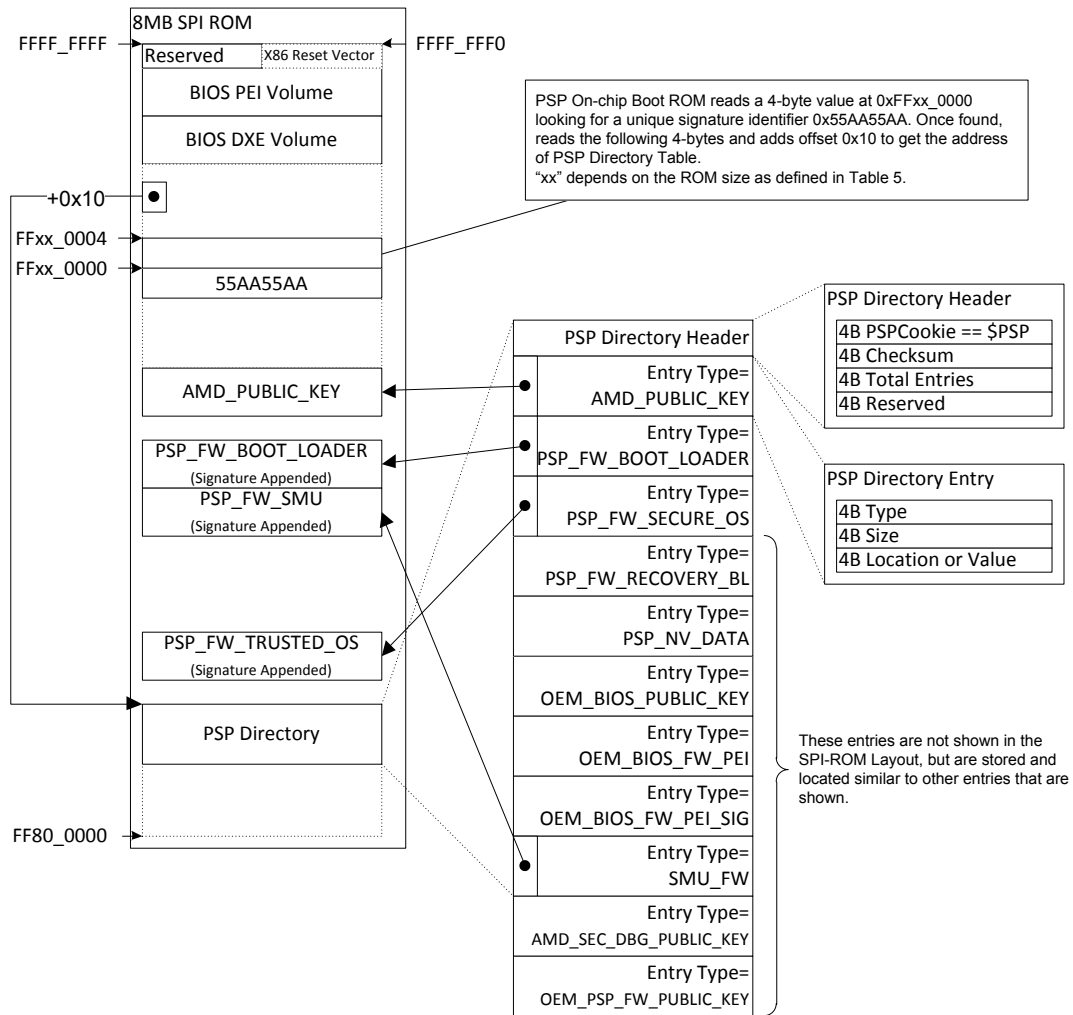 8MB SPI ROM
FFFF_FFFF
FFFF_FFF0
Reserved
X86 Reset Vector
BIOS PEI Volume
BIOS DXE Volume
+0x10
FFxx_0004
FFxx_0000
55AA55AA
AMD_PUBLIC_KEY
PSP_FW_BOOT_LOADER
(Signature Appended)
PSP_FW_SMU
(Signature Appended)
PSP_FW_TRUSTED_OS
(Signature Appended)
PSP Directory
FF80_0000
PSP On-chip Boot ROM reads a 4-byte value at 0xFFxx_0000
looking for a unique signature identifier 0x55AA55AA. Once found,
reads the following 4-bytes and adds offset 0x10 to get the address
of PSP Directory Table.
“xx” depends on the ROM size as defined in Table 5.
PSP Directory Header
Entry Type=
AMD_PUBLIC_KEY
Entry Type=
PSP_FW_BOOT_LOADER
Entry Type=
PSP_FW_SECURE_OS
Entry Type=
PSP_FW_RECOVERY_BL
Entry Type=
PSP_NV_DATA
Entry Type=
OEM_BIOS_PUBLIC_KEY
Entry Type=
OEM_BIOS_FW_PEI
Entry Type=
OEM_BIOS_FW_PEI_SIG
Entry Type=
SMU_FW
Entry Type=
AMD_SEC_DBG_PUBLIC_KEY
Entry Type=
OEM_PSP_FW_PUBLIC_KEY
PSP Directory Header
4B PSPCookie == $PSP
4B Checksum
4B Total Entries
4B Reserved
PSP Directory Entry
4B Type
4B Size
4B Location or Value
These entries are not shown in the
SPI-ROM Layout, but are stored and
located similar to other entries that are
shown.